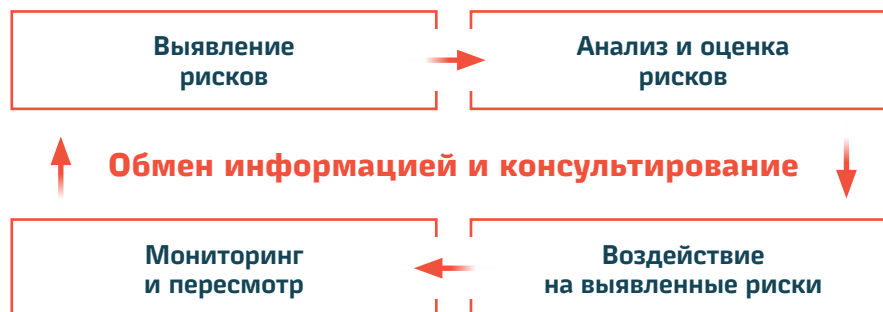 Выявление
рисков
Анализ и оценка
рисков
Обмен информацией и консультирование
Мониторинг
и пересмотр
Воздействие
на выявленные риски